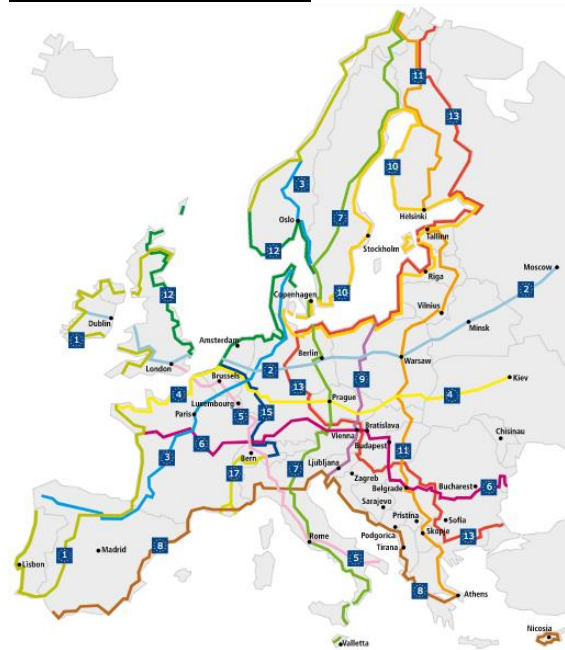 11
13
3
10
7
Oslo
Helsinki
Tallinn
12
Stockholm
Moscow
2
10
Riga
12
Copenhagen
Vilnius
Minsk
1
Dublin
Amsterdam
London
Berlin
Warsaw
Brussels
2
9
13
4
Kiev
4
Luxembourg
15
Prague
Paris
5
Bratislava
Vienna
Chisinau
6
Budapest
Bern
11
3
17
7
Ljubljana
Zagreb
Belgrade
Bucharest
6
Sarajevo
Pristina
Sofia
Skopje
13
8
1
Madrid
Lisbon
Rome
5
Podgorica
Tirana
8
Athens
Nicosia
Valletta